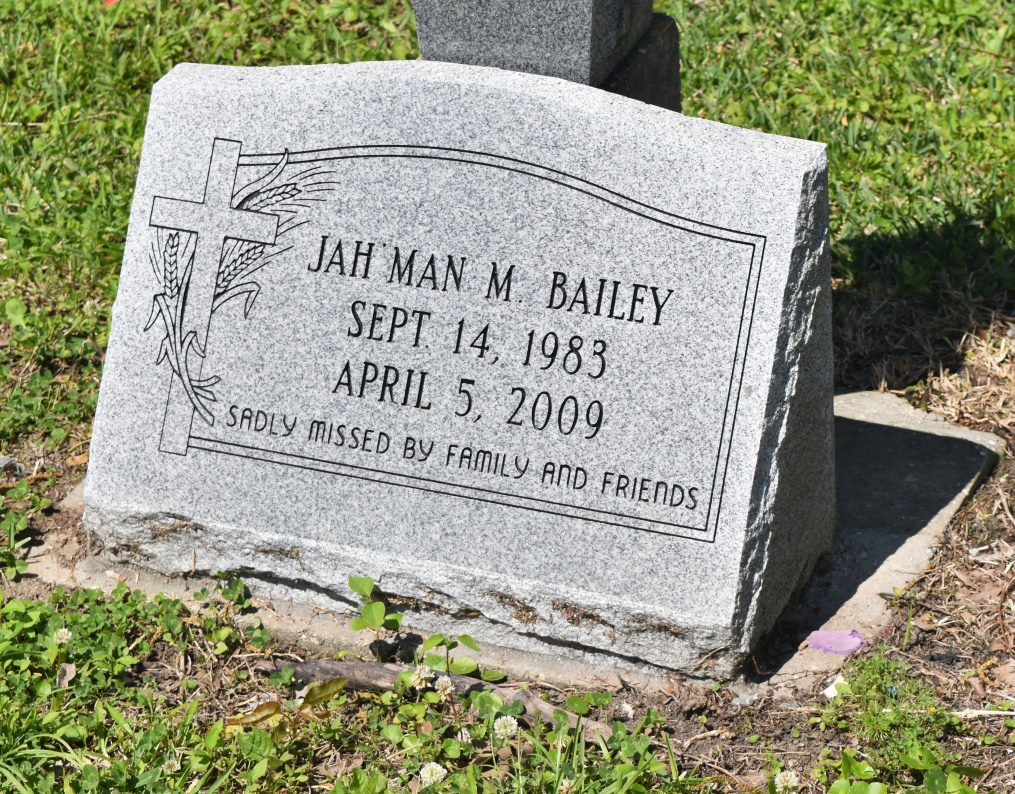 JAH'MAN M. BAILEY
SEPT. 14, 1983
APRIL 5, 2009
SADLY MISSED BY FAMILY AND FRIENDS